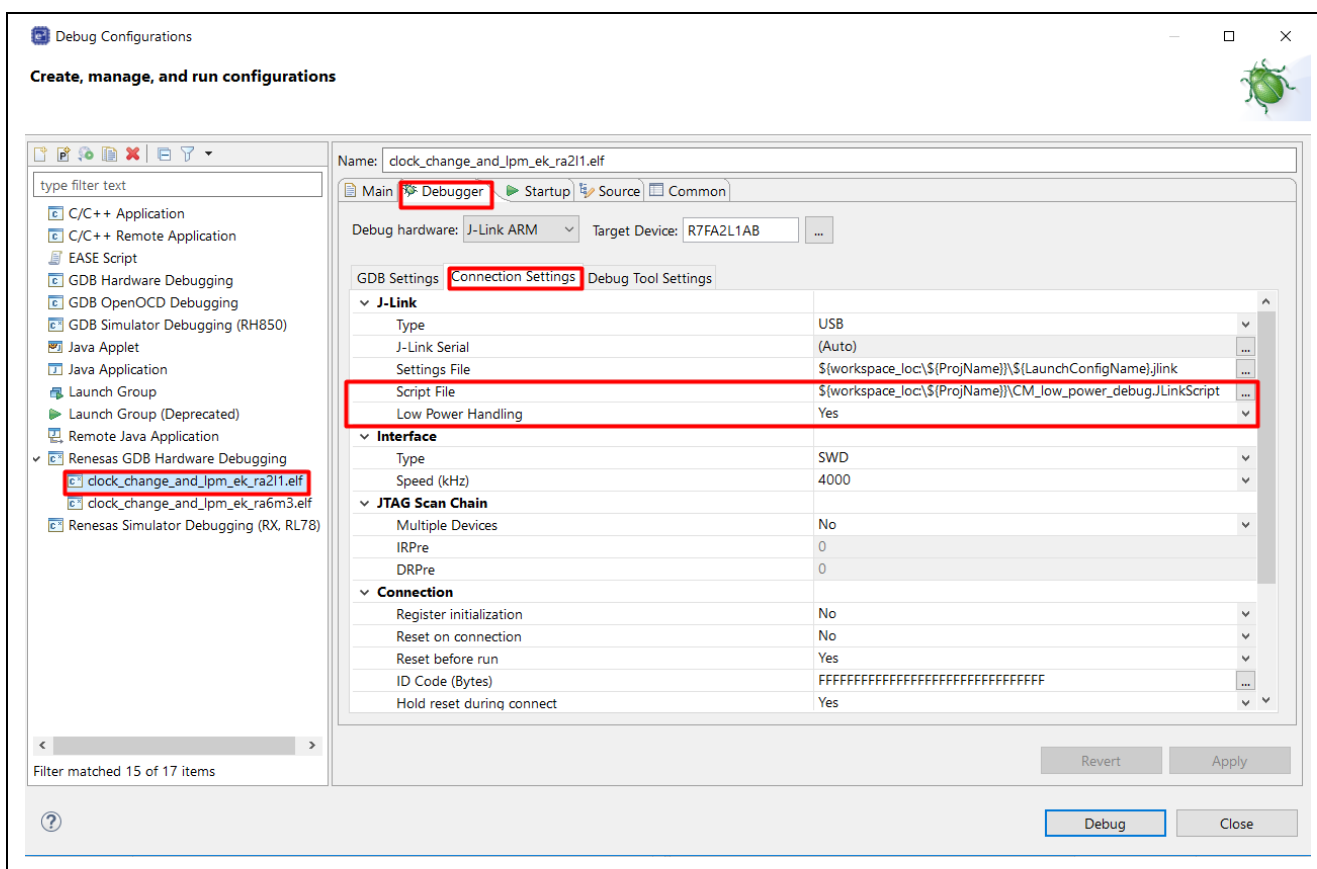 Debug Configurations
Create, manage, and run configurations
type filter text
C/C++ Application
C/C++ Remote Application
EASE Script
GDB Hardware Debugging
GDB OpenOCD Debugging
GDB Simulator Debugging (RH850)
Java Applet
Java Application
Launch Group
Launch Group (Deprecated)
Remote Java Application
Renesas GDB Hardware Debugging
clock_change_and_lpm_ek_ra2l1.elf
clock_change_and_lpm_ek_ra6m3.elf
Renesas Simulator Debugging (RX, RL78)
Filter matched 15 of 17 items
Name: clock_change_and_lpm_ek_ra2l1.elf
Main Debugger Startup Source Common
Debug hardware: J-Link ARM Target Device: R7FA2L1AB ...
GDB Settings Connection Settings Debug Tool Settings
J-Link
Type USB
J-Link Serial (Auto) ...
Settings File ${workspace_loc:\${ProjName}}\${LaunchConfigName}.jlink ...
Script File ${workspace_loc:\${ProjName}}\CM_low_power_debug.JLinkScript ...
Low Power Handling Yes
Interface
Type SWD
Speed (kHz) 4000
JTAG Scan Chain
Multiple Devices No
IRPre 0
DRPre 0
Connection
Register initialization No
Reset on connection No
Reset before run Yes
ID Code (Bytes) FFFFFFFFFFFFFFFFFFFFFFFFFFFFFFFF ...
Hold reset during connect Yes
Revert Apply
? Debug Close